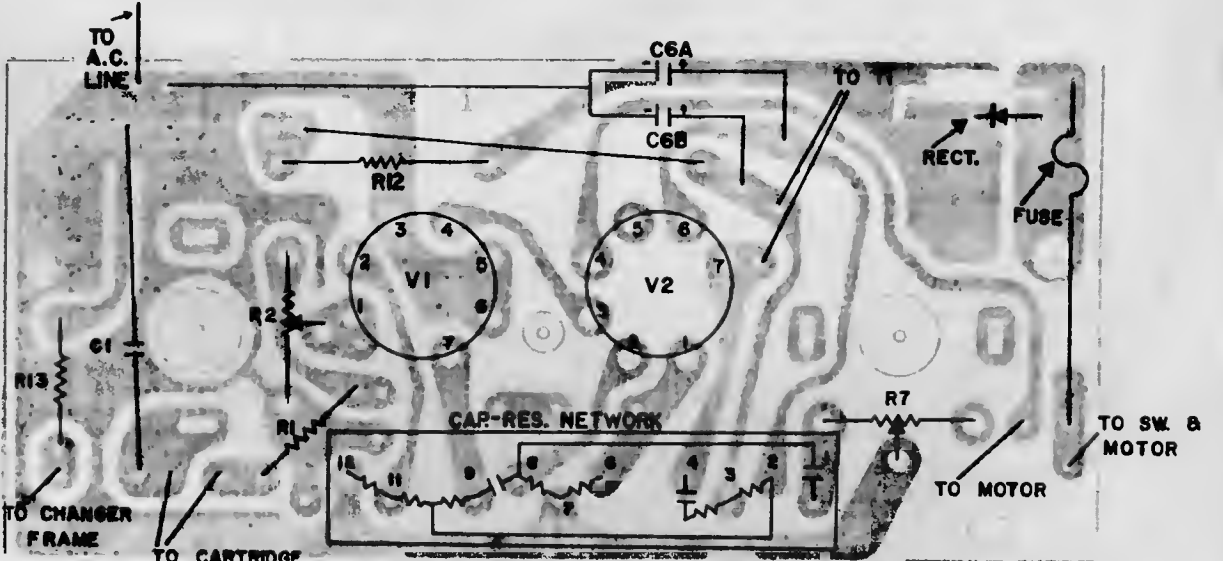 TO
A.C.
LINE
C6A
C6B
TO T1
RECT.
FUSE
R12
3 4
2 5
1 6
7
V1
5 6
4 7
3
2 1
V2
R2
C1
R13
R1
CAP.-RES. NETWORK
12 11 9 8 7 6 4 3 2 1
R7
TO SW. &
MOTOR
TO MOTOR
TO CHANGER
FRAME
TO CARTRIDGE